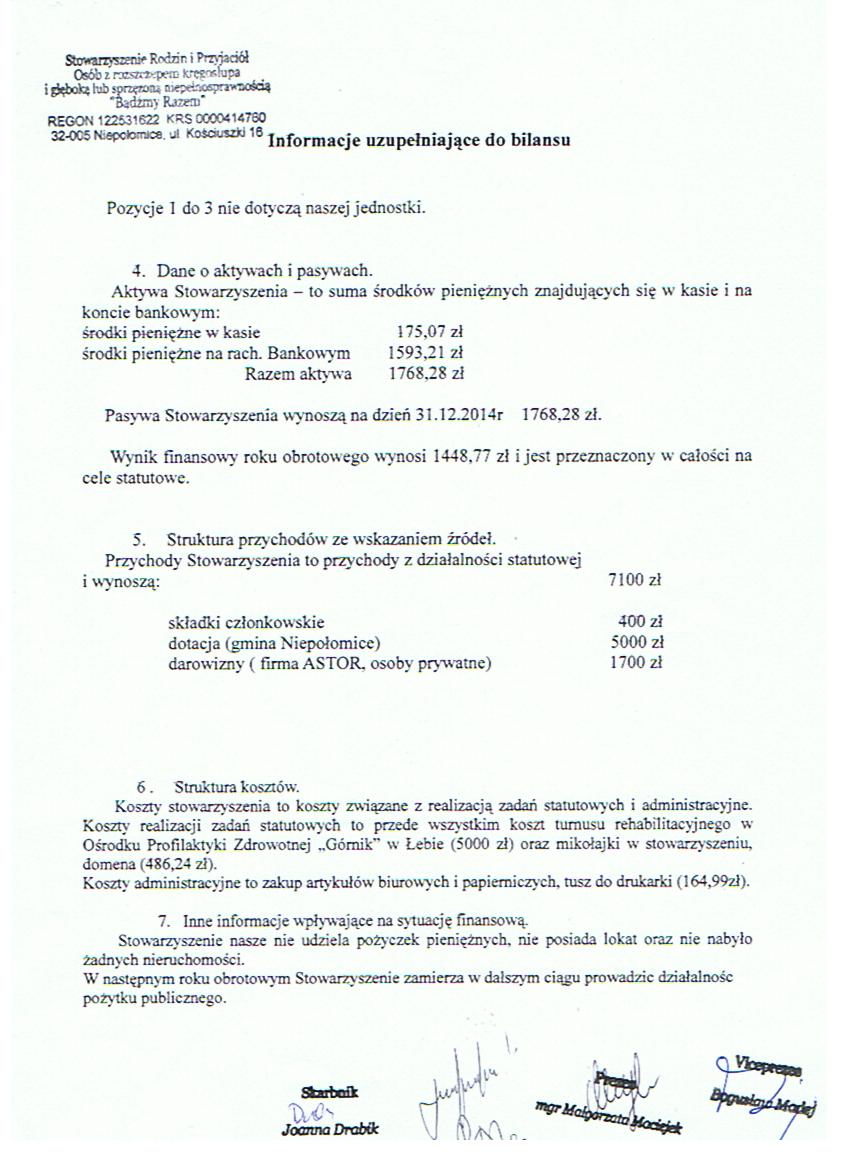 Stowarzyszenie Rodzin i Przyjaciół
Osób z rozszczepem kręgosłupa
i głęboką lub sprzężoną niepełnosprawnością
"Bądźmy Razem"
REGON 122531622 KRS 0000414760
32-005 Niepołomice, ul Kościuszki 16
Informacje uzupełniające do bilansu
Pozycje 1 do 3 nie dotyczą naszej jednostki.
4. Dane o aktywach i pasywach.
Aktywa Stowarzyszenia – to suma środków pieniężnych znajdujących się w kasie i na
koncie bankowym:
środki pieniężne w kasie 175,07 zł
środki pieniężne na rach. Bankowym 1593,21 zł
Razem aktywa 1768,28 zł
Pasywa Stowarzyszenia wynoszą na dzień 31.12.2014r 1768,28 zł.
Wynik finansowy roku obrotowego wynosi 1448,77 zł i jest przeznaczony w całości na
cele statutowe.
5. Struktura przychodów ze wskazaniem źródeł.
Przychody Stowarzyszenia to przychody z działalności statutowej
i wynoszą: 7100 zł
składki członkowskie 400 zł
dotacja (gmina Niepołomice) 5000 zł
darowizny ( firma ASTOR, osoby prywatne) 1700 zł
6 . Struktura kosztów.
Koszty stowarzyszenia to koszty związane z realizacją zadań statutowych i administracyjne.
Koszty realizacji zadań statutowych to przede wszystkim koszt turnusu rehabilitacyjnego w
Ośrodku Profilaktyki Zdrowotnej „Górnik” w Łebie (5000 zł) oraz mikołajki w stowarzyszeniu,
domena (486,24 zł).
Koszty administracyjne to zakup artykułów biurowych i papierniczych, tusz do drukarki (164,99zł).
7. Inne informacje wpływające na sytuację finansową.
Stowarzyszenie nasze nie udziela pożyczek pieniężnych, nie posiada lokat oraz nie nabyło
żadnych nieruchomości.
W następnym roku obrotowym Stowarzyszenie zamierza w dalszym ciągu prowadzic działalnośc
pożytku publicznego.
Skarbnik
Joanna Drabik
Prezes
mgr Małgorzata Maciejek
Viceprezes
Bogusława Maciej